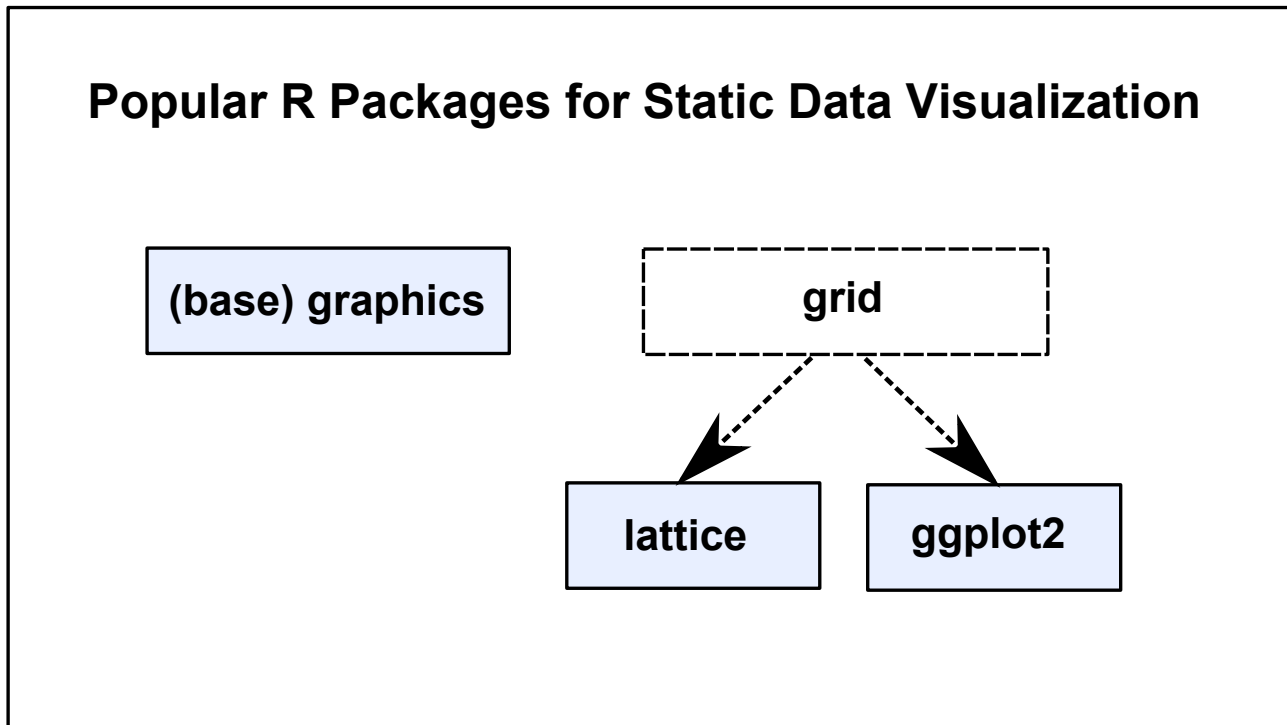 Popular R Packages for Static Data Visualization
(base) graphics
grid
lattice
ggplot2